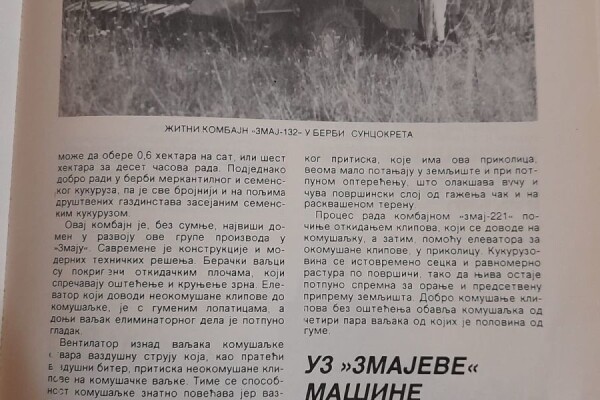 ЖИТНИ КОМБАЈН »ЗМАЈ-132« У БЕРБИ СУНЦОКРЕТА
може да обере 0,6 хектара на сат, или шест
хектара за десет часова рада. Подједнако
добро ради у берби меркантилног и семенс-
ког кукуруза, па је све бројнији и на пољима
друштвених газдинстава засејаним семенс-
ким кукурузом.
Овај комбајн је, без сумње, највиши до-
мен у развоју ове групе производа у
»Змају« Савремене је конструкције и мо-
дерних техничких решења. Берачки ваљци
су покривени откидачким плочама, који
спречавају оштећење и круњење зрна. Еле-
ватор који доводи неокомушане клипове до
комушаљке, је с гуменим лопатицама, а
доњи ваљак елиминаторног дела је потпуно
гладак.
Вентилатор изнад ваљака комушаљке
вара ваздушну струју која, као пратећи
душни битер, притиска неокомушане кли-
ове на комушачке ваљке. Тиме се способ-
ност комушаљке знатно повећава јер ваз-
ког притиска, које има ова приколица,
веома мало потањају у земљиште и при пот-
пуном оптерећењу, што олакшава вучу и
чува површински слој од гажења чак и на
расквашеном терену.
Процес рада комбајном »змај-221« по-
чиње откидањем клипова, који се доводе на
комушаљку, а затим, помоћу елеватора за
окомушане клипове, у приколицу. Кукурузо-
вина се истовремено сецка и равномерно
растура по површини, тако да њива остаје
потпуно спремна за орање и предсетвену
припрему земљишта. Добро комушање кли-
пова без оштећења обавља комушаљка од
четири пара ваљака од којих је половина од
гуме.
УЗ »ЗМАЈЕВЕ«
МАШИНЕ